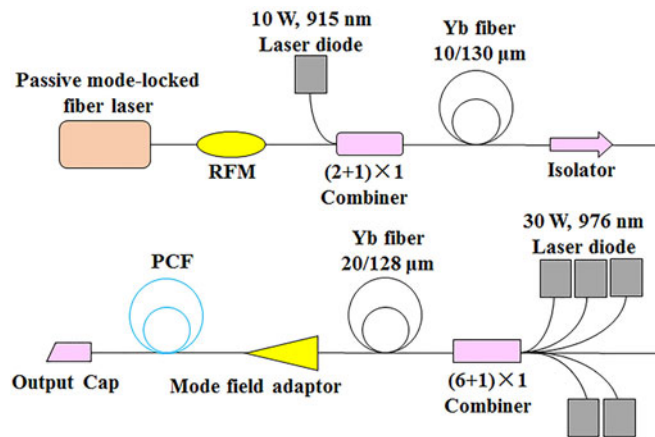 10 W, 915 nm
Laser diode
Yb fiber
10/130 μm
Passive mode-locked
fiber laser
RFM
(2+1)×1
Combiner
Isolator
PCF
Yb fiber
20/128 μm
30 W, 976 nm
Laser diode
Output Cap
Mode field adaptor
(6+1)×1
Combiner